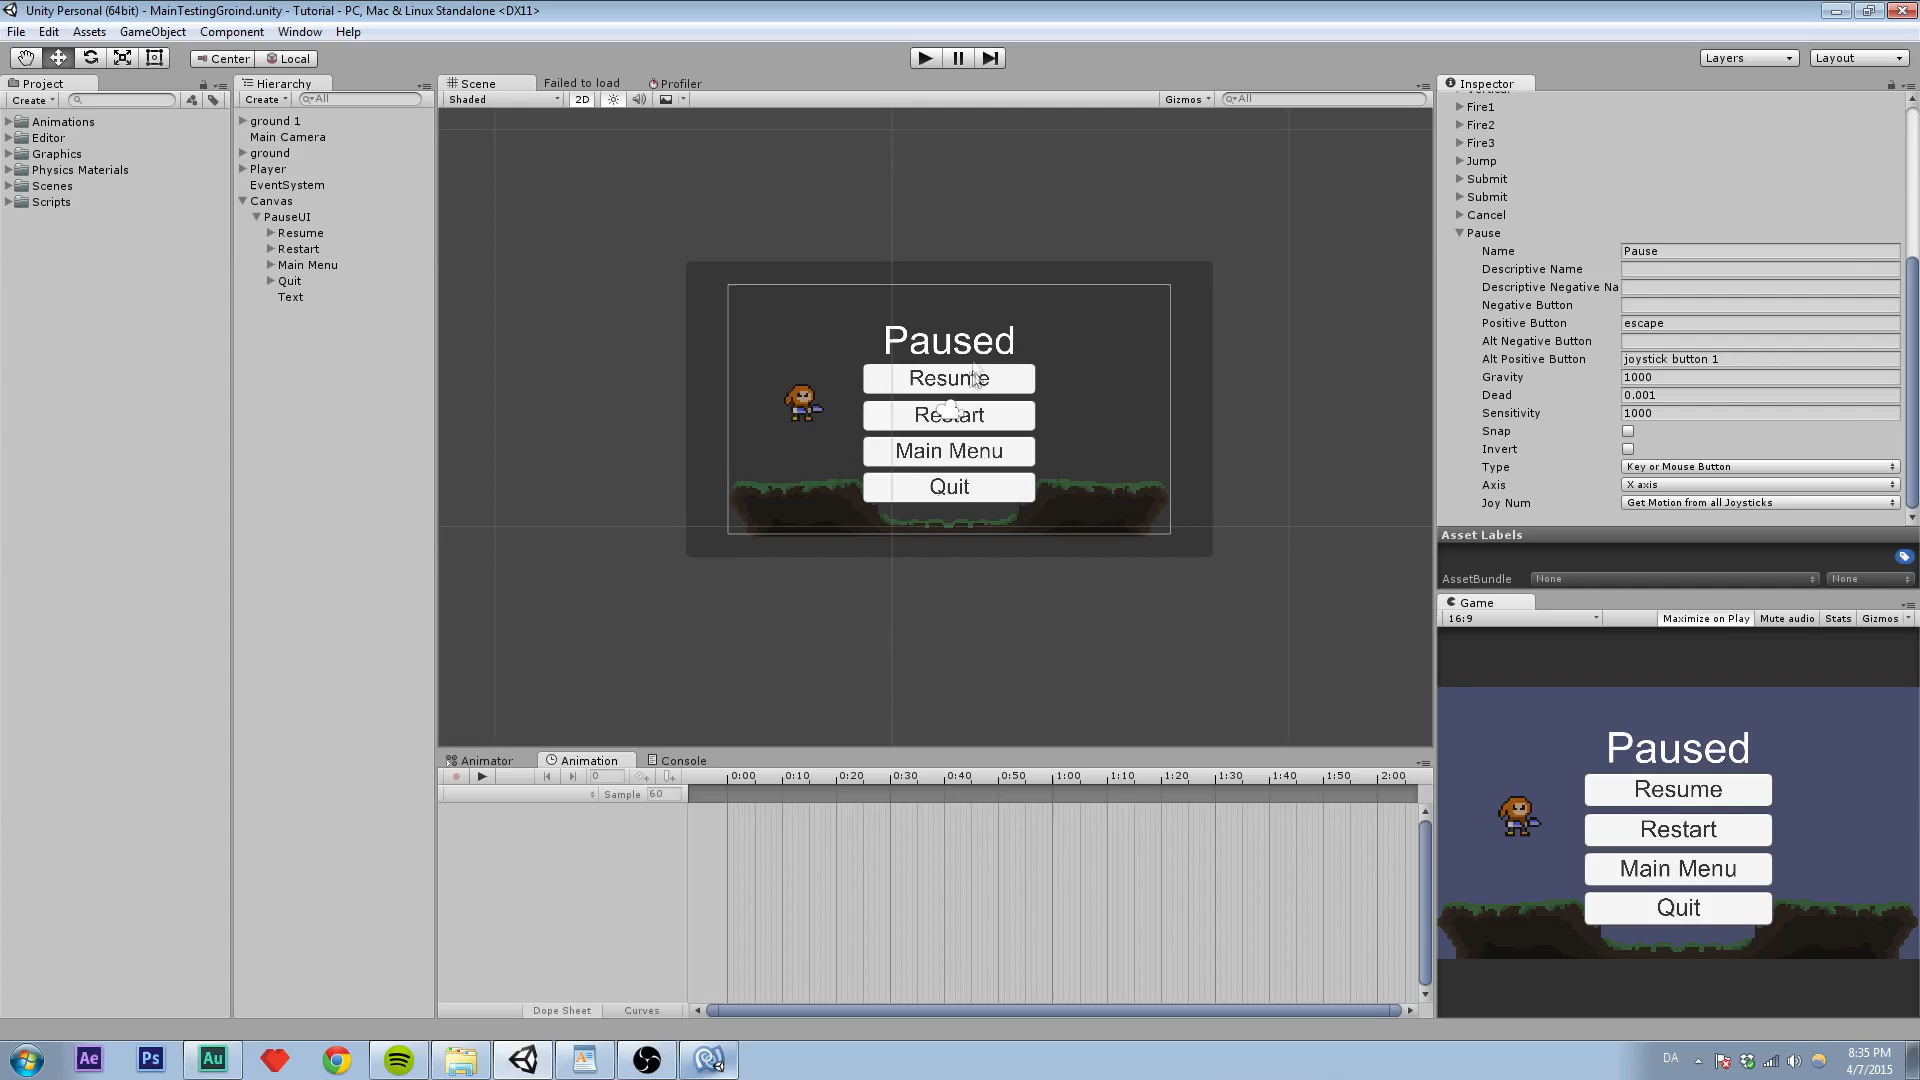 Unity Personal (64bit) - MainTestingGroind.unity - Tutorial - PC, Mac & Linux Standalone <DX11>
File Edit Assets GameObject Component Window Help
Center Local
Layers Layout
Project
Create
Animations
Editor
Graphics
Physics Materials
Scenes
Scripts
Hierarchy
Create All
ground 1
Main Camera
ground
Player
EventSystem
Canvas
PauseUI
Resume
Restart
Main Menu
Quit
Text
Scene Failed to load Profiler
Shaded 2D Gizmos All
Paused
Resume
Restart
Main Menu
Quit
Animator Animation Console
0 0:00 0:10 0:20 0:30 0:40 0:50 1:00 1:10 1:20 1:30 1:40 1:50 2:00
Sample 60
Dope Sheet Curves
Inspector
Fire1
Fire2
Fire3
Jump
Submit
Submit
Cancel
Pause
Name Pause
Descriptive Name
Descriptive Negative Na
Negative Button
Positive Button escape
Alt Negative Button
Alt Positive Button joystick button 1
Gravity 1000
Dead 0.001
Sensitivity 1000
Snap
Invert
Type Key or Mouse Button
Axis X axis
Joy Num Get Motion from all Joysticks
Asset Labels
AssetBundle None None
Game
16:9 Maximize on Play Mute audio Stats Gizmos
Paused
Resume
Restart
Main Menu
Quit
Ae Ps Au
DA 8:35 PM
4/7/2015